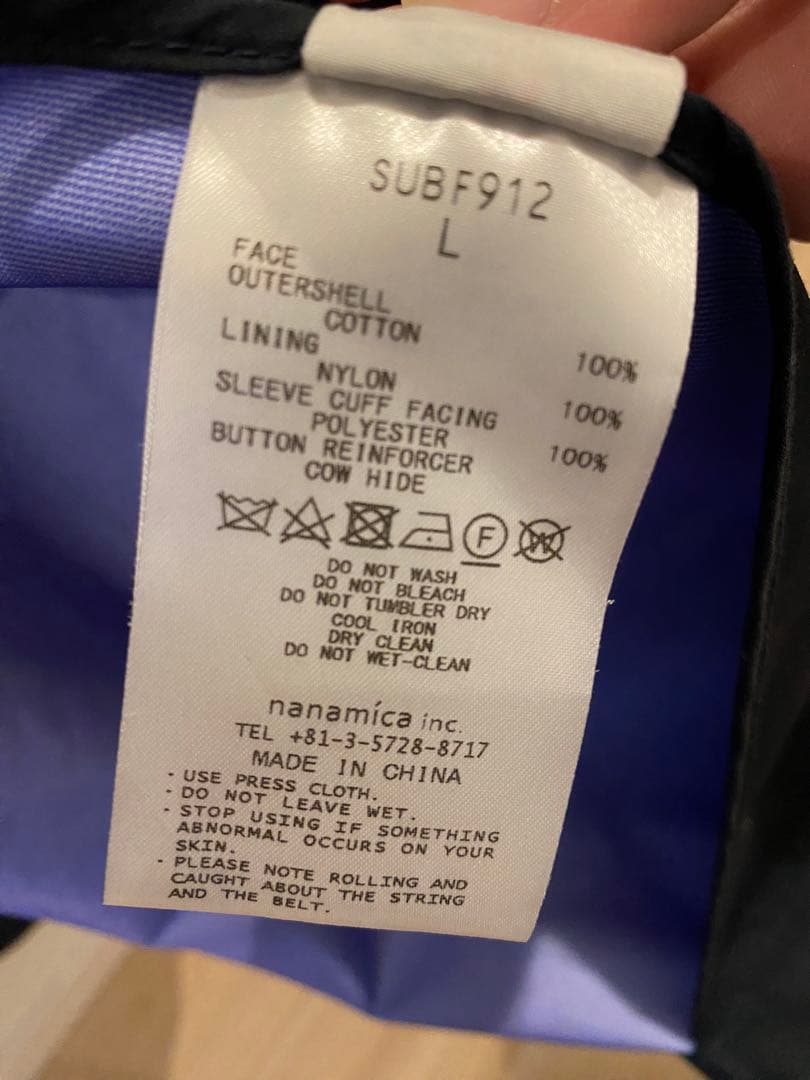 SUBF912
L
FACE
OUTERSHELL
COTTON 100%
LINING
NYLON 100%
SLEEVE CUFF FACING
POLYESTER 100%
BUTTON REINFORCER
COW HIDE
F
W
DO NOT WASH
DO NOT BLEACH
DO NOT TUMBLER DRY
COOL IRON
DRY CLEAN
DO NOT WET-CLEAN
nanamica inc.
TEL +81-3-5728-8717
MADE IN CHINA
· USE PRESS CLOTH.
· DO NOT LEAVE WET.
· STOP USING IF SOMETHING
ABNORMAL OCCURS ON YOUR
SKIN.
· PLEASE NOTE ROLLING AND
CAUGHT ABOUT THE STRING
AND THE BELT.